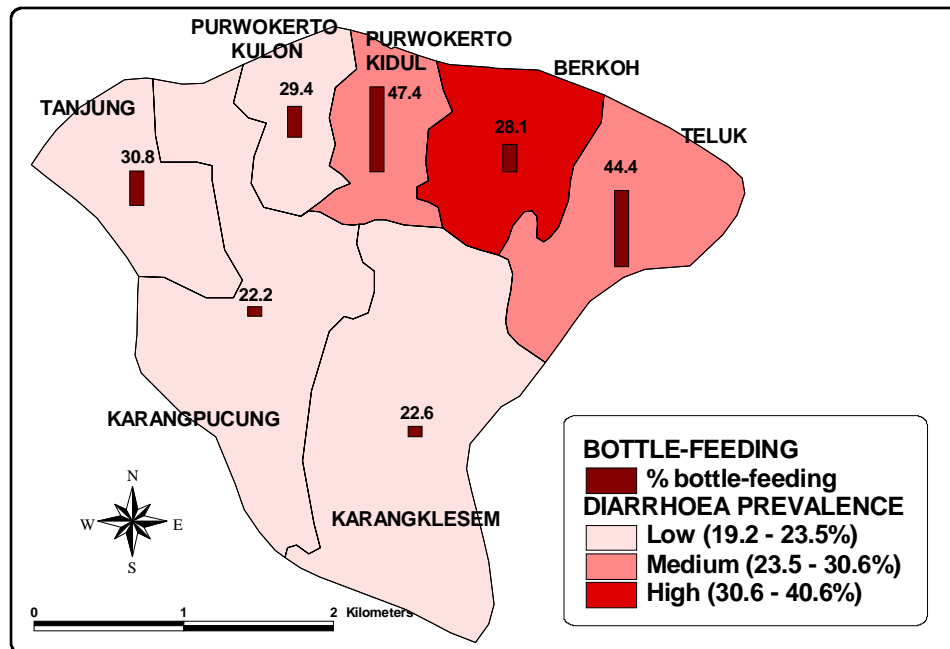 PURWOKERTO
KULON
PURWOKERTO
KIDUL
BERKOH
TANJUNG
29.4
47.4
28.1
TELUK
30.8
44.4
22.2
KARANGPUCUNG
22.6
KARANGKLESEM
N
W
E
S
0
1
2
Kilometers
BOTTLE-FEEDING
% bottle-feeding
DIARRHOEA PREVALENCE
Low (19.2 - 23.5%)
Medium (23.5 - 30.6%)
High (30.6 - 40.6%)